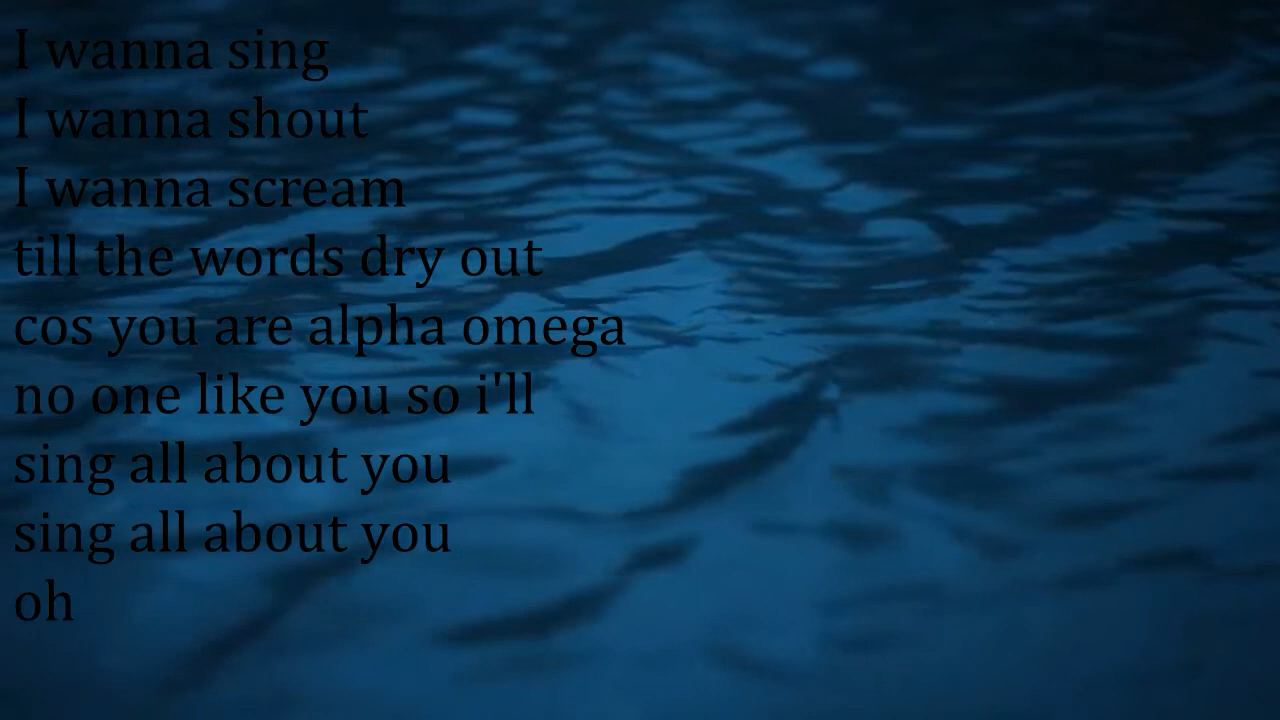 I wanna sing
I wanna shout
I wanna scream
till the words dry out
cos you are alpha omega
no one like you so i'll
sing all about you
sing all about you
oh